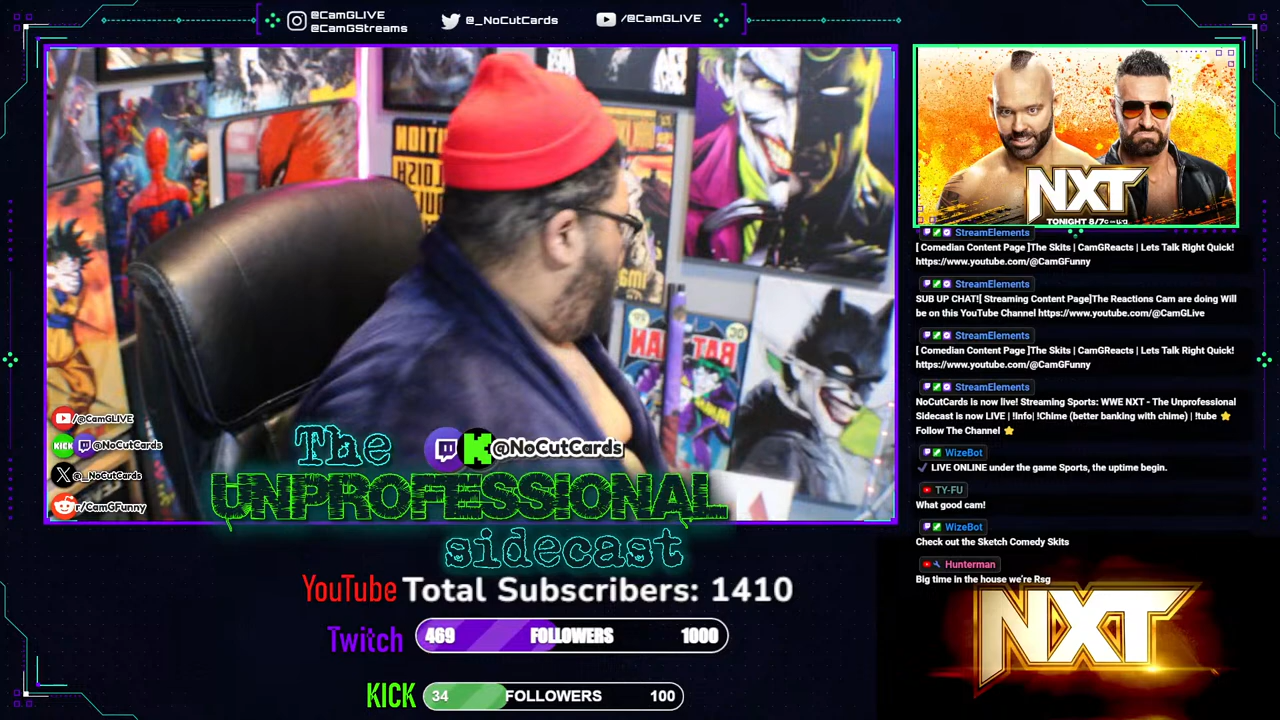 @CamGLIVE
@CamGStreams
@_NoCutCards
/@CamGLIVE
NXT
TONIGHT 8/7c
StreamElements
[ Comedian Content Page ]The Skits | CamGReacts | Lets Talk Right Quick!
https://www.youtube.com/@CamGFunny
StreamElements
SUB UP CHAT![ Streaming Content Page]The Reactions Cam are doing Will
be on this YouTube Channel https://www.youtube.com/@CamGLive
StreamElements
[ Comedian Content Page ]The Skits | CamGReacts | Lets Talk Right Quick!
https://www.youtube.com/@CamGFunny
StreamElements
NoCutCards is now live! Streaming Sports: WWE NXT - The Unprofessional
Sidecast is now LIVE | !Info| !Chime (better banking with chime) | !tube ⭐
Follow The Channel ⭐
WizeBot
✓ LIVE ONLINE under the game Sports, the uptime begin.
TY-FU
What good cam!
WizeBot
Check out the Sketch Comedy Skits
Hunterman
Big time in the house we're Rsg
NXT
/@CamGLIVE
KICK @NoCutCards
@_NoCutCards
r/CamGFunny
The
K @NoCutCards
UNPROFESSIONAL
sidecast
YouTube Total Subscribers: 1410
Twitch 469 FOLLOWERS 1000
KICK 34 FOLLOWERS 100